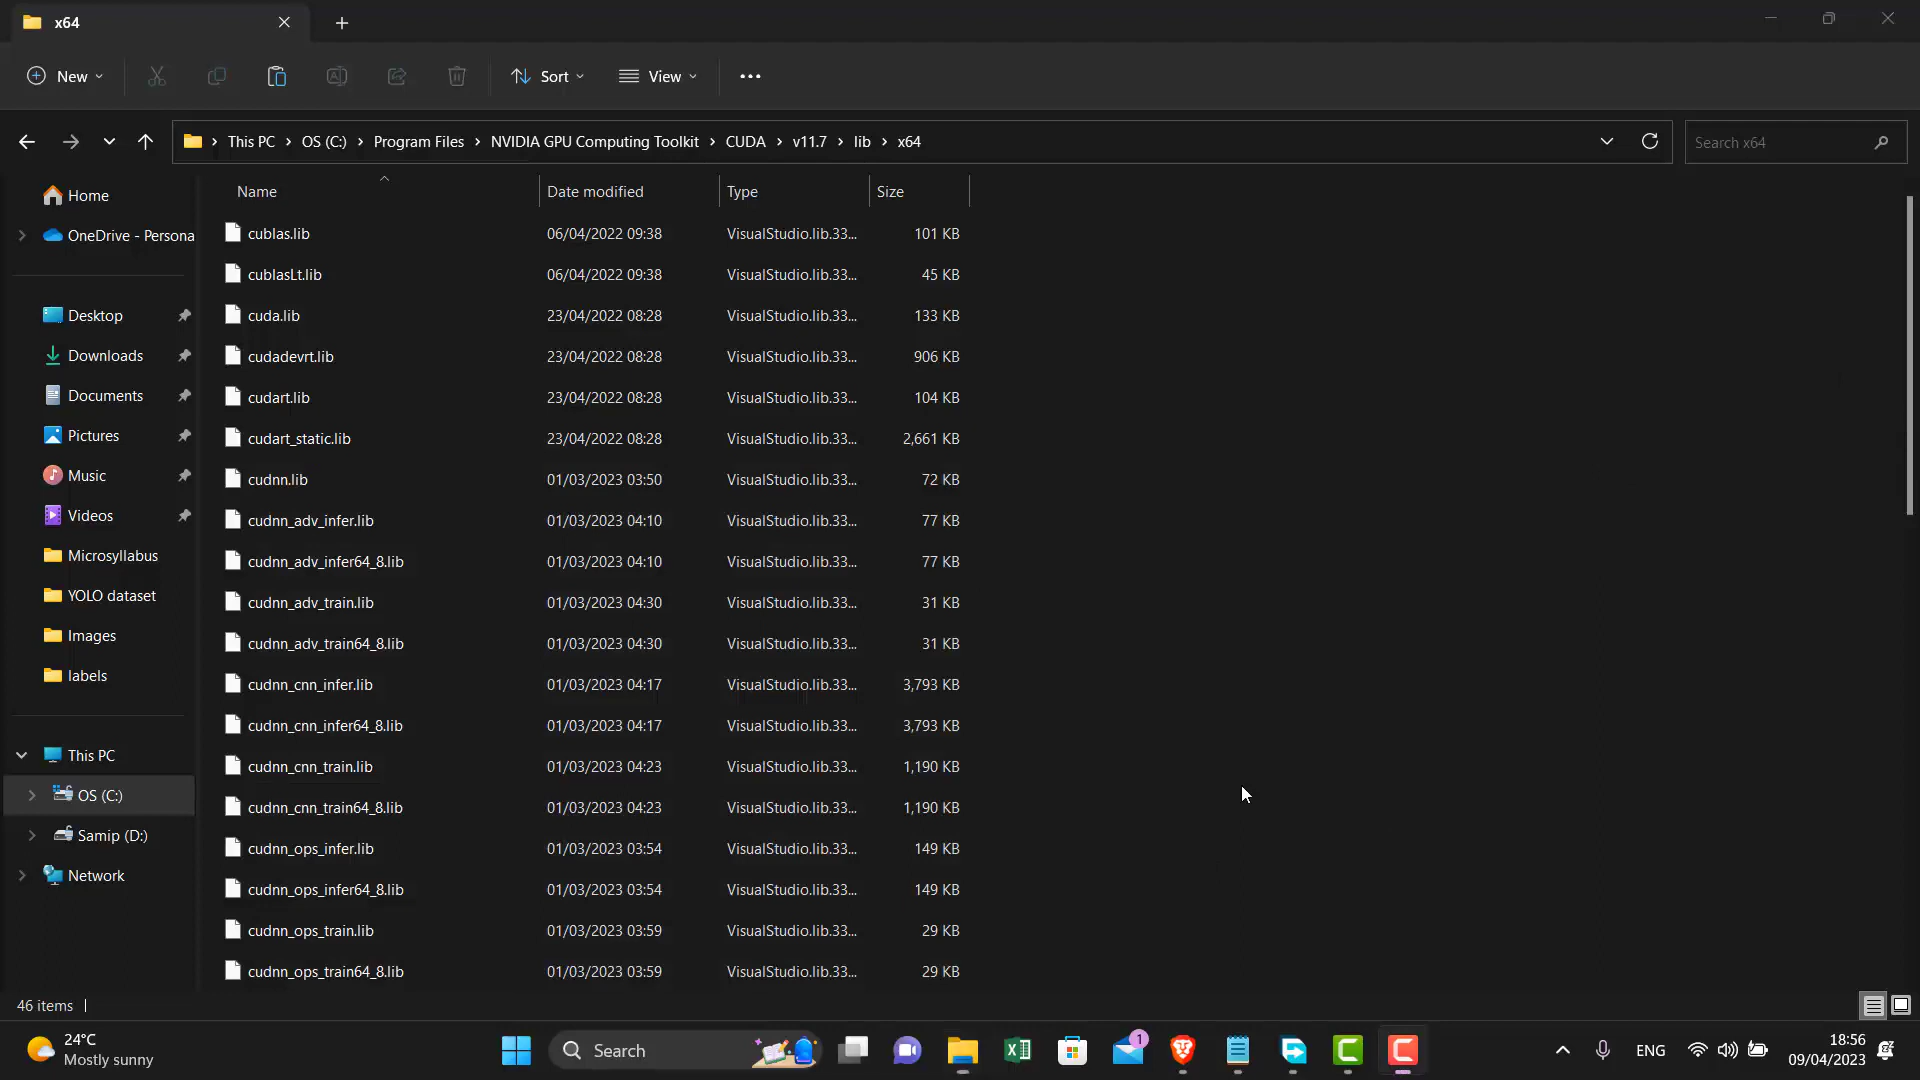 x64
New
Sort
View
This PC
OS (C:)
Program Files
NVIDIA GPU Computing Toolkit
CUDA
v11.7
lib
x64
Search x64
Home
OneDrive - Persona
Desktop
Downloads
Documents
Pictures
Music
Videos
Microsyllabus
YOLO dataset
Images
labels
This PC
OS (C:)
Samip (D:)
Network
Name Date modified Type Size
cublas.lib 06/04/2022 09:38 VisualStudio.lib.33... 101 KB
cublasLt.lib 06/04/2022 09:38 VisualStudio.lib.33... 45 KB
cuda.lib 23/04/2022 08:28 VisualStudio.lib.33... 133 KB
cudadevrt.lib 23/04/2022 08:28 VisualStudio.lib.33... 906 KB
cudart.lib 23/04/2022 08:28 VisualStudio.lib.33... 104 KB
cudart_static.lib 23/04/2022 08:28 VisualStudio.lib.33... 2,661 KB
cudnn.lib 01/03/2023 03:50 VisualStudio.lib.33... 72 KB
cudnn_adv_infer.lib 01/03/2023 04:10 VisualStudio.lib.33... 77 KB
cudnn_adv_infer64_8.lib 01/03/2023 04:10 VisualStudio.lib.33... 77 KB
cudnn_adv_train.lib 01/03/2023 04:30 VisualStudio.lib.33... 31 KB
cudnn_adv_train64_8.lib 01/03/2023 04:30 VisualStudio.lib.33... 31 KB
cudnn_cnn_infer.lib 01/03/2023 04:17 VisualStudio.lib.33... 3,793 KB
cudnn_cnn_infer64_8.lib 01/03/2023 04:17 VisualStudio.lib.33... 3,793 KB
cudnn_cnn_train.lib 01/03/2023 04:23 VisualStudio.lib.33... 1,190 KB
cudnn_cnn_train64_8.lib 01/03/2023 04:23 VisualStudio.lib.33... 1,190 KB
cudnn_ops_infer.lib 01/03/2023 03:54 VisualStudio.lib.33... 149 KB
cudnn_ops_infer64_8.lib 01/03/2023 03:54 VisualStudio.lib.33... 149 KB
cudnn_ops_train.lib 01/03/2023 03:59 VisualStudio.lib.33... 29 KB
cudnn_ops_train64_8.lib 01/03/2023 03:59 VisualStudio.lib.33... 29 KB
46 items
24°C
Mostly sunny
Search
1
ENG
18:56
09/04/2023